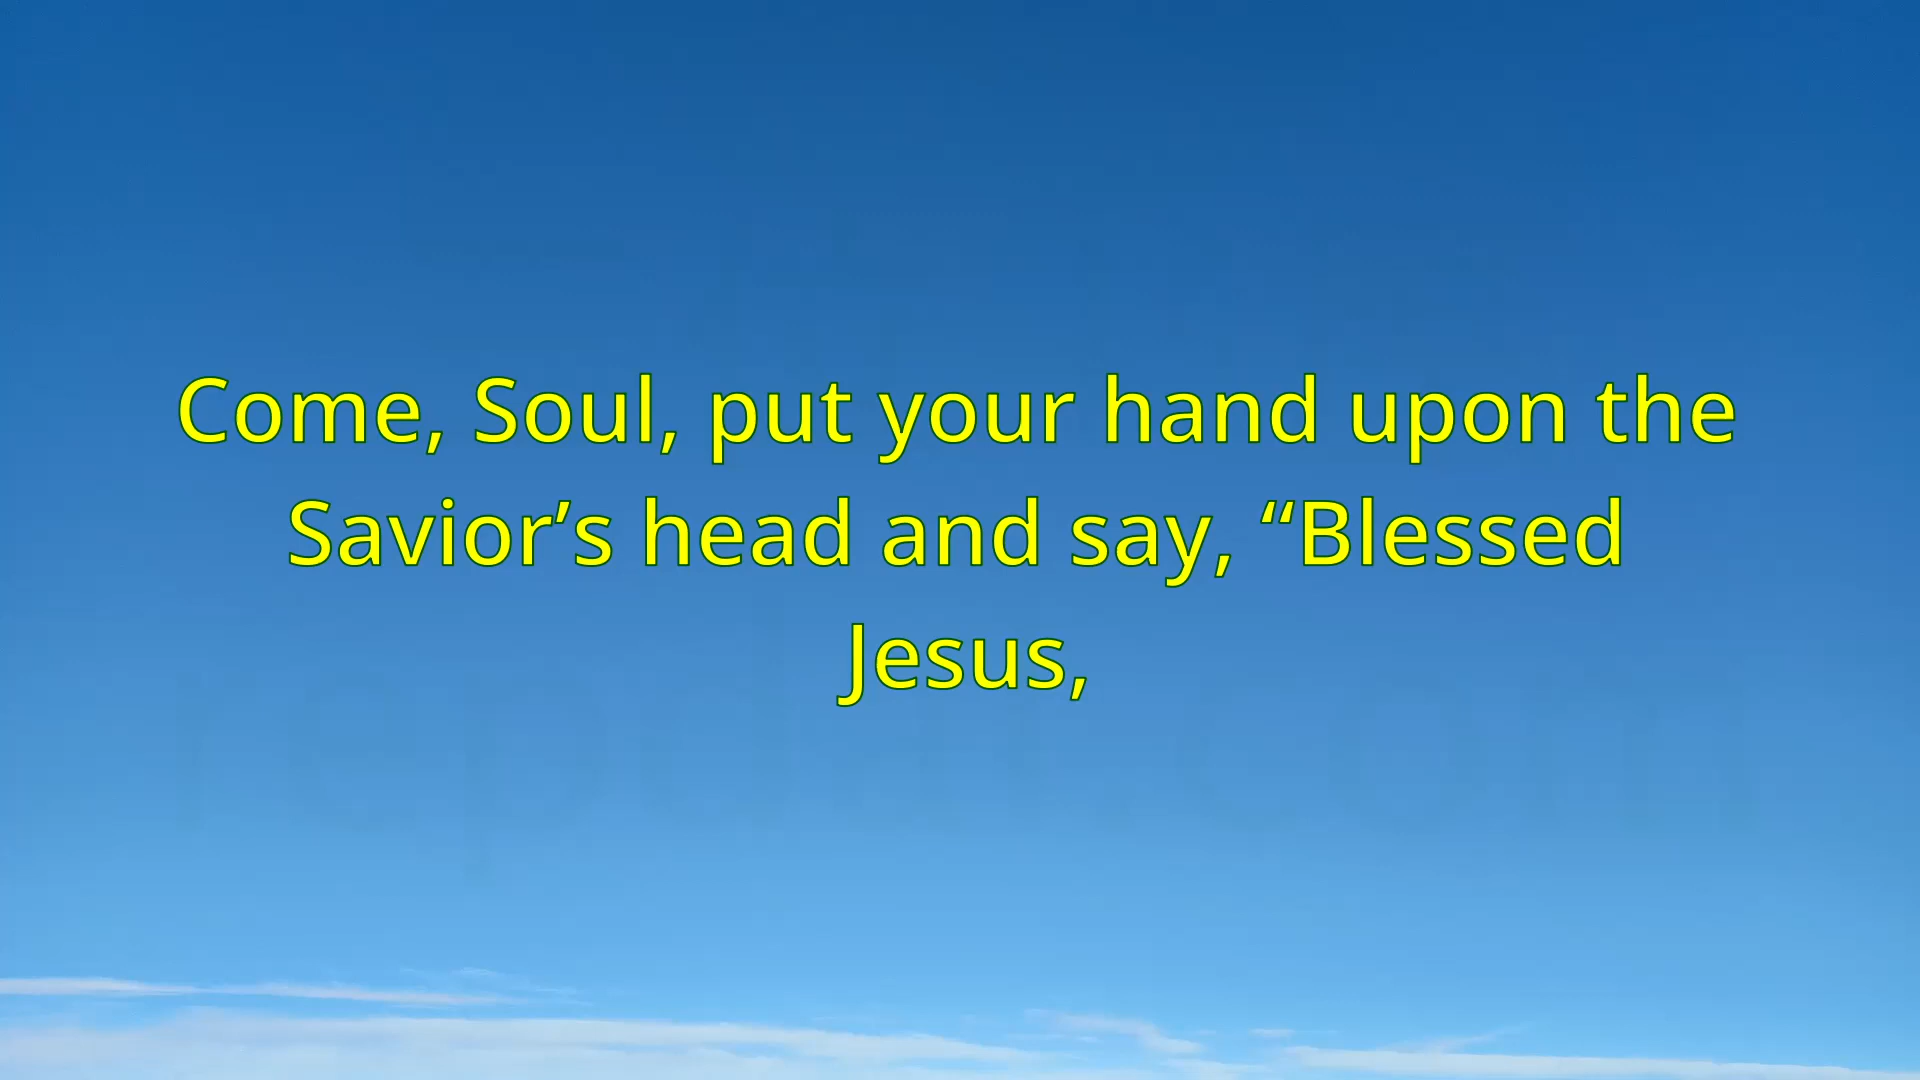 Come, Soul, put your hand upon the
Savior’s head and say, “Blessed
Jesus,